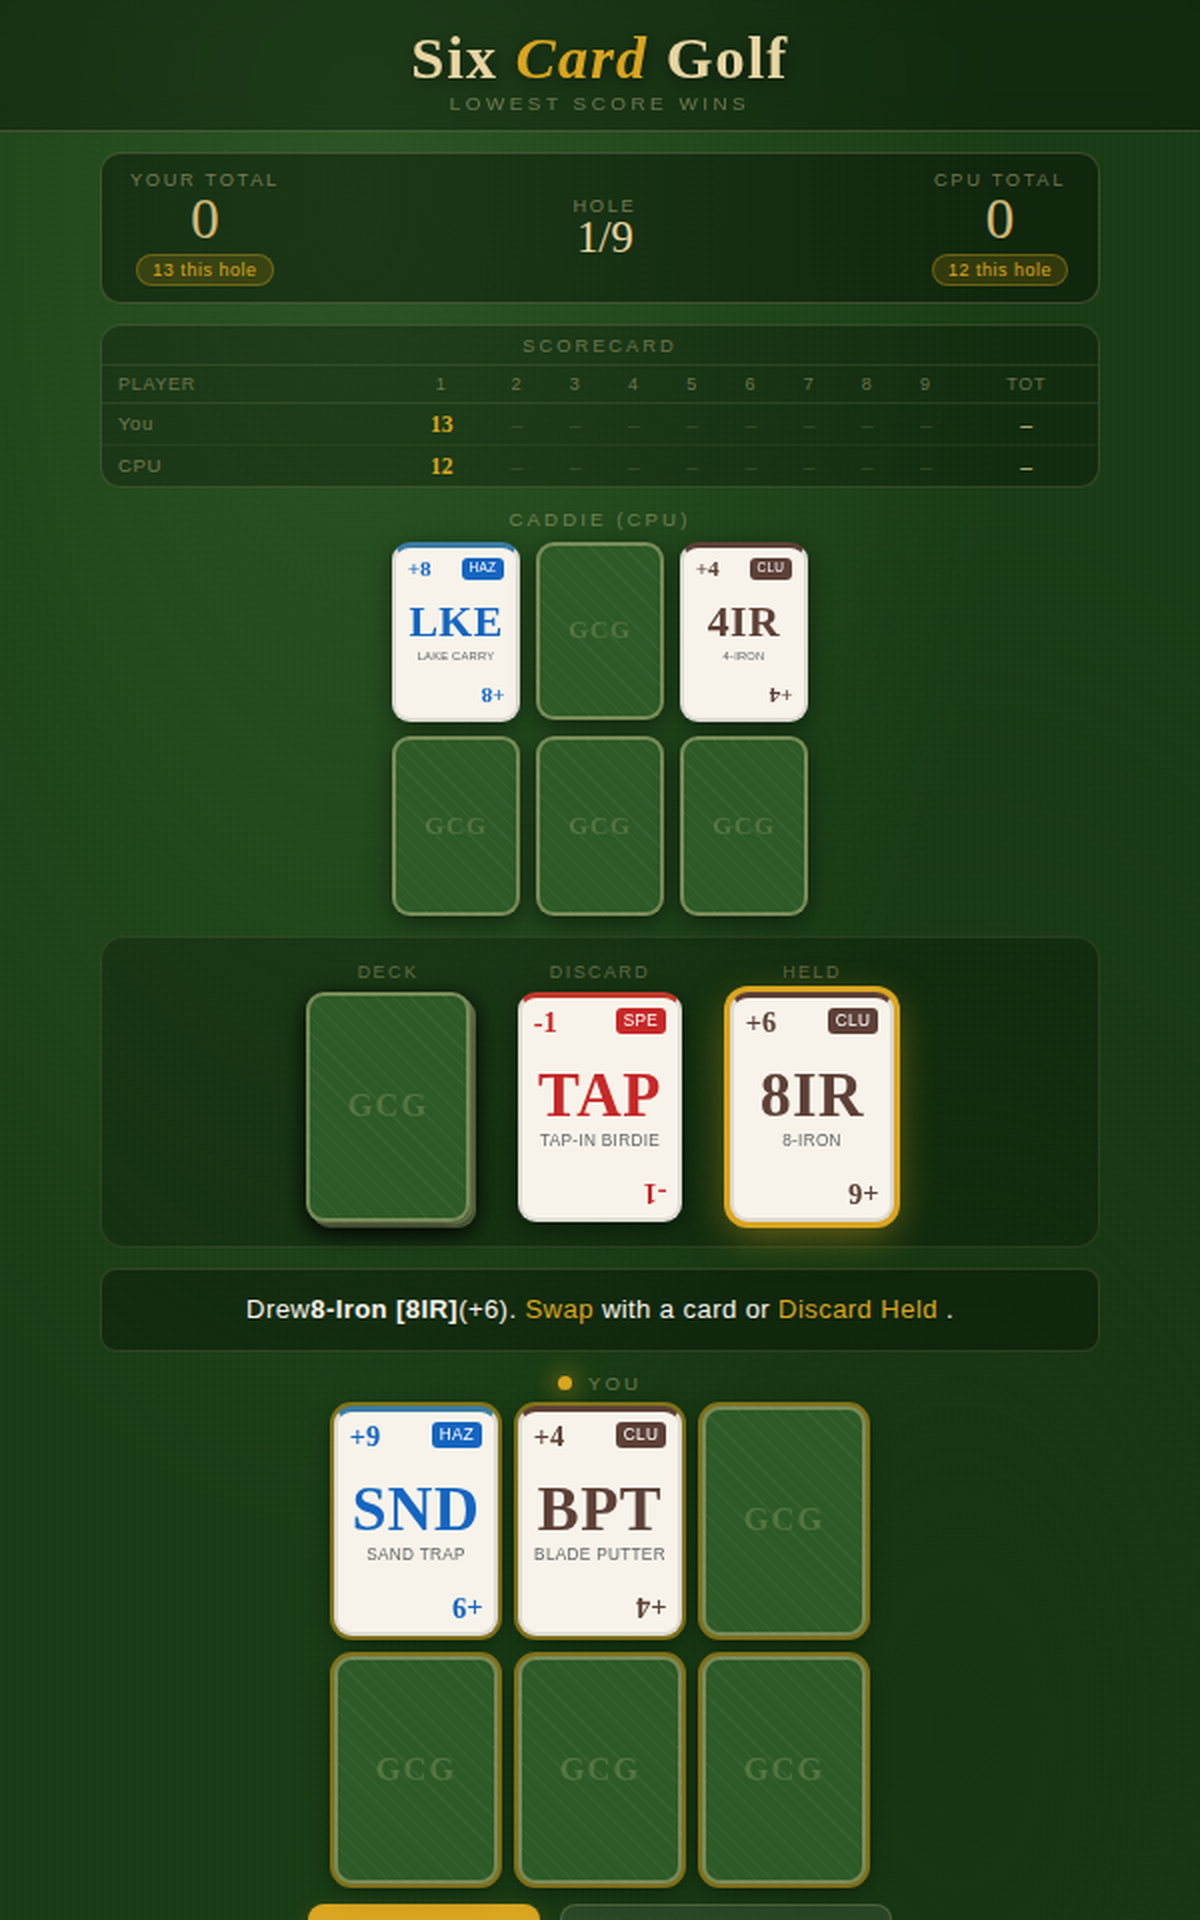 Six Card Golf
LOWEST SCORE WINS
YOUR TOTAL
0
13 this hole
HOLE
1/9
CPU TOTAL
0
12 this hole
SCORECARD
PLAYER 1 2 3 4 5 6 7 8 9 TOT
You 13 – – – – – – – – –
CPU 12 – – – – – – – – –
CADDIE (CPU)
+8 HAZ
LKE
LAKE CARRY
+8
GCG
+4 CLU
4IR
4-IRON
+4
GCG
GCG
GCG
DECK
GCG
DISCARD
-1 SPE
TAP
TAP-IN BIRDIE
-1
HELD
+6 CLU
8IR
8-IRON
+6
Drew8-Iron [8IR](+6). Swap with a card or Discard Held .
YOU
+9 HAZ
SND
SAND TRAP
+9
+4 CLU
BPT
BLADE PUTTER
+4
GCG
GCG
GCG
GCG